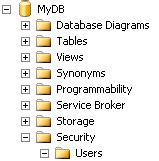 MyDB
Database Diagrams
Tables
Views
Synonyms
Programmability
Service Broker
Storage
Security
Users